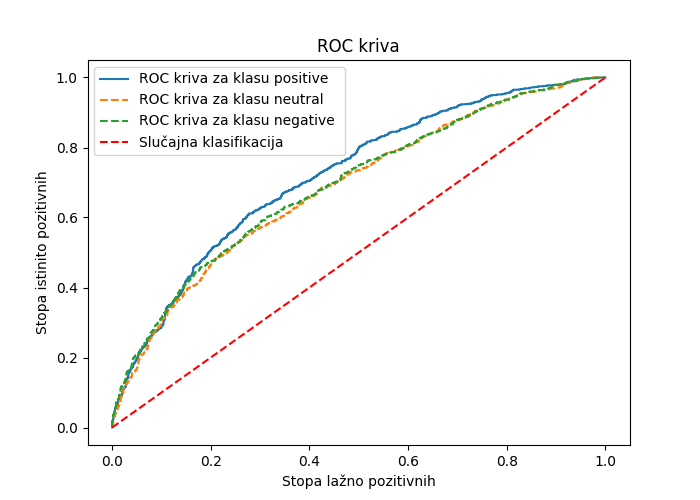 ROC kriva
ROC kriva za klasu positive
ROC kriva za klasu neutral
ROC kriva za klasu negative
Slučajna klasifikacija
Stopa istinito pozitivnih
1.0
0.8
0.6
0.4
0.2
0.0
0.0 0.2 0.4 0.6 0.8 1.0
Stopa lažno pozitivnih